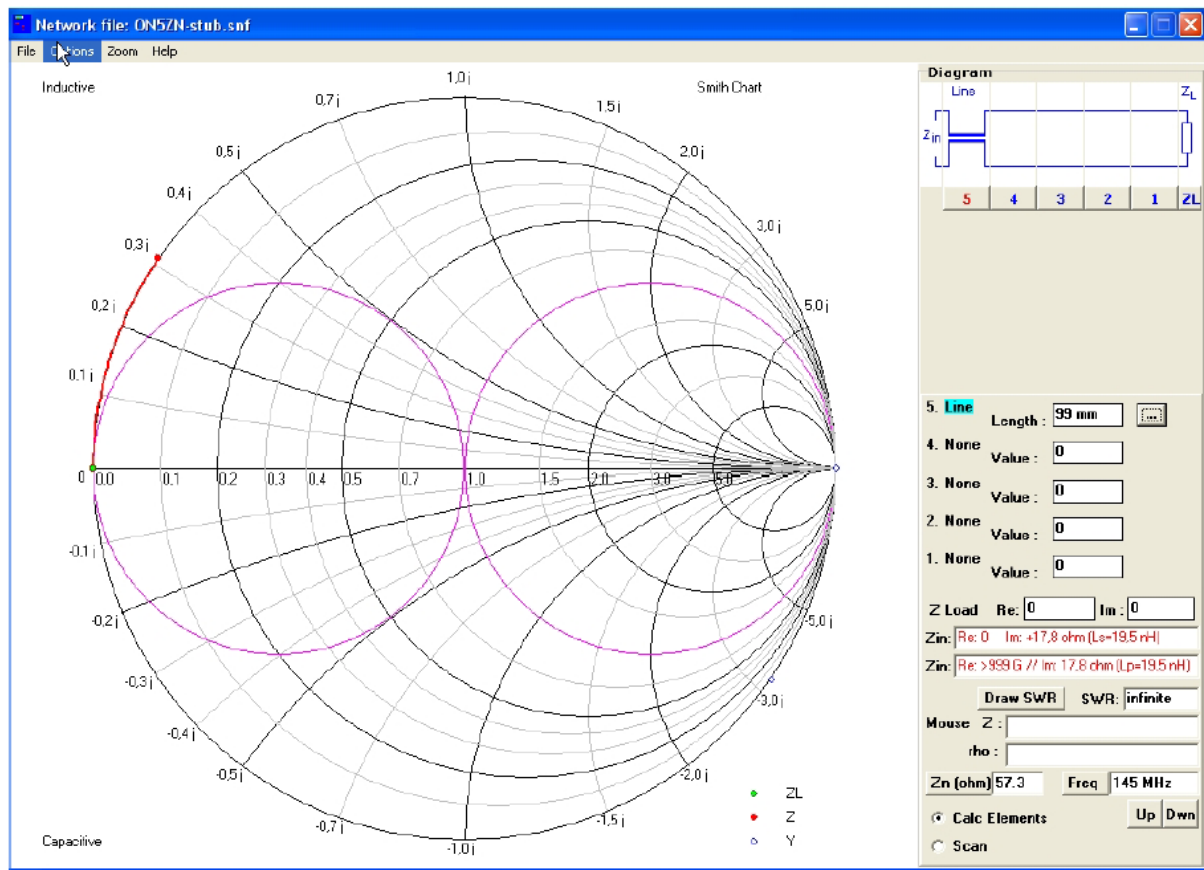 Network file: ON5ZN-stub.snf
File Options Zoom Help
Inductive
Smith Chart
1,0 j
0,7 j
1,5 j
0,5 j
2,0 j
0,4 j
3,0 j
0,3 j
0,2 j
5,0 j
0,1 j
0 0.0 0.1 0.2 0.3 0.4 0.5 0.7 1.0 1.5 2.0 3.0 5.0
-0.1 j
-0,2 j
-5,0 j
-0,3 j
-3,0 j
-0,4 j
-0,5 j
-2,0 j
-0,7 j
-1,5 j
-1,0 j
Capacitive
ZL
Z
Y
Diagram
Line
ZL
Z in
5 4 3 2 1 ZL
5. Line Length : 99 mm ...
4. None Value : 0
3. None Value : 0
2. None Value : 0
1. None Value : 0
Z Load Re: 0 Im : 0
Zin: Re: 0 Im: +17,8 ohm (Ls=19.5 nH)
Zin: Re: >999 G // Im: 17.8 ohm (Lp=19.5 nH)
Draw SWR SWR: infinite
Mouse Z :
rho :
Zn (ohm) 57.3 Freq 145 MHz
Calc Elements Up Dwn
Scan